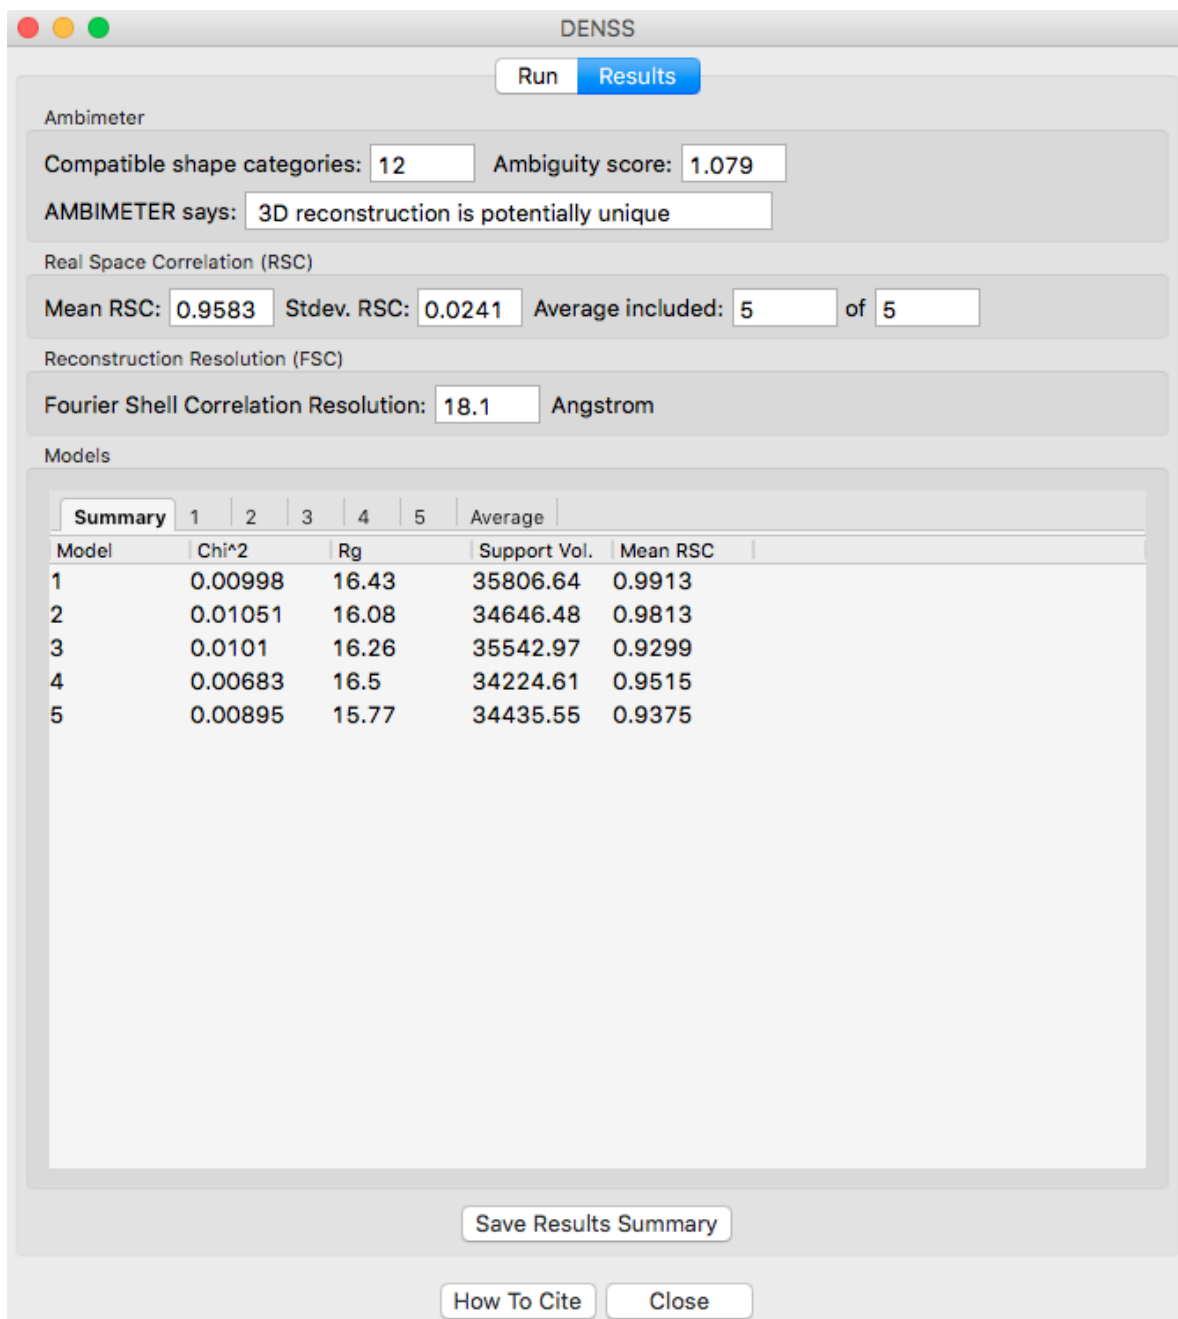 DENSS
Run Results
Ambimeter
Compatible shape categories: 12 Ambiguity score: 1.079
AMBIMETER says: 3D reconstruction is potentially unique
Real Space Correlation (RSC)
Mean RSC: 0.9583 Stdev. RSC: 0.0241 Average included: 5 of 5
Reconstruction Resolution (FSC)
Fourier Shell Correlation Resolution: 18.1 Angstrom
Models
Summary 1 2 3 4 5 Average
Model Chi^2 Rg Support Vol. Mean RSC
1 0.00998 16.43 35806.64 0.9913
2 0.01051 16.08 34646.48 0.9813
3 0.0101 16.26 35542.97 0.9299
4 0.00683 16.5 34224.61 0.9515
5 0.00895 15.77 34435.55 0.9375
Save Results Summary
How To Cite Close